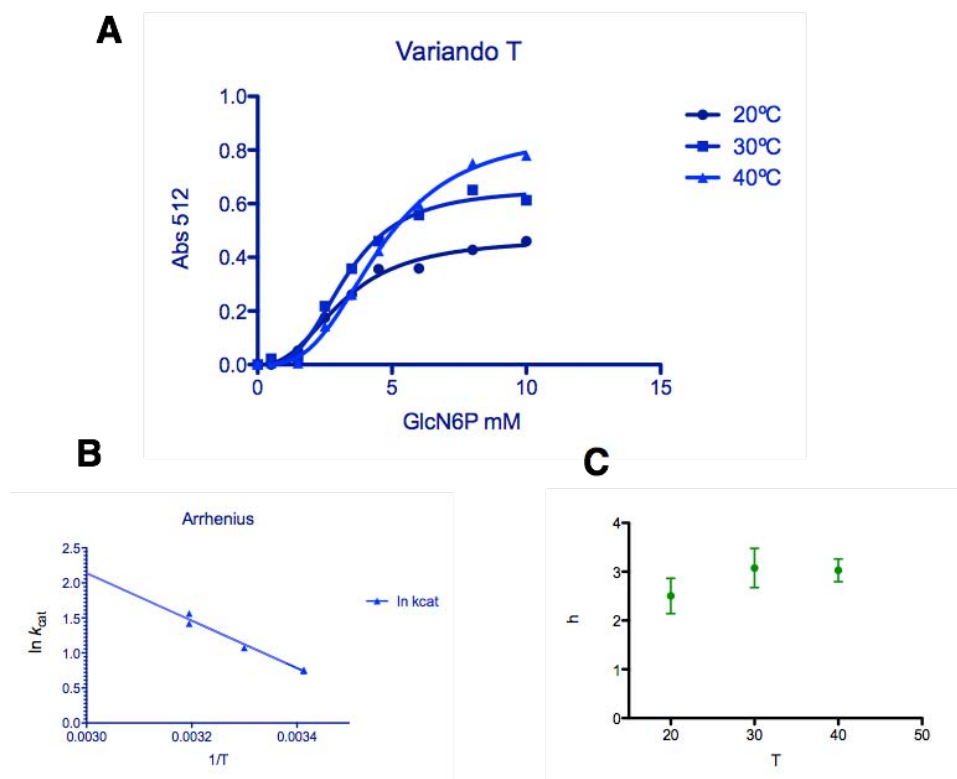 A
Variando T
1.0
0.8
0.6
0.4
0.2
0.0
Abs 512
0 5 10 15
GlcN6P mM
20ºC
30ºC
40ºC
B
Arrhenius
2.5
2.0
1.5
1.0
0.5
0.0
ln kcat
0.0030 0.0032 0.0034
1/T
ln kcat
C
4
3
2
1
0
h
20 30 40 50
T